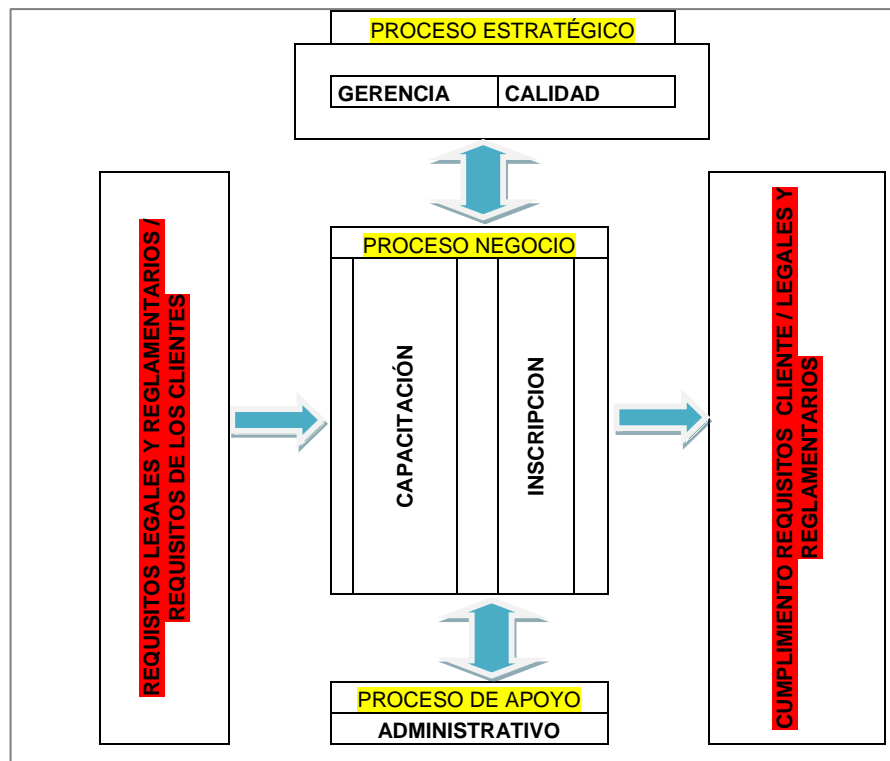 PROCESO ESTRATÉGICO
GERENCIA CALIDAD
REQUISITOS LEGALES Y REGLAMENTARIOS /
REQUISITOS DE LOS CLIENTES
PROCESO NEGOCIO
CAPACITACIÓN
INSCRIPCION
PROCESO DE APOYO
ADMINISTRATIVO
CUMPLIMIENTO REQUISITOS CLIENTE / LEGALES Y
REGLAMENTARIOS